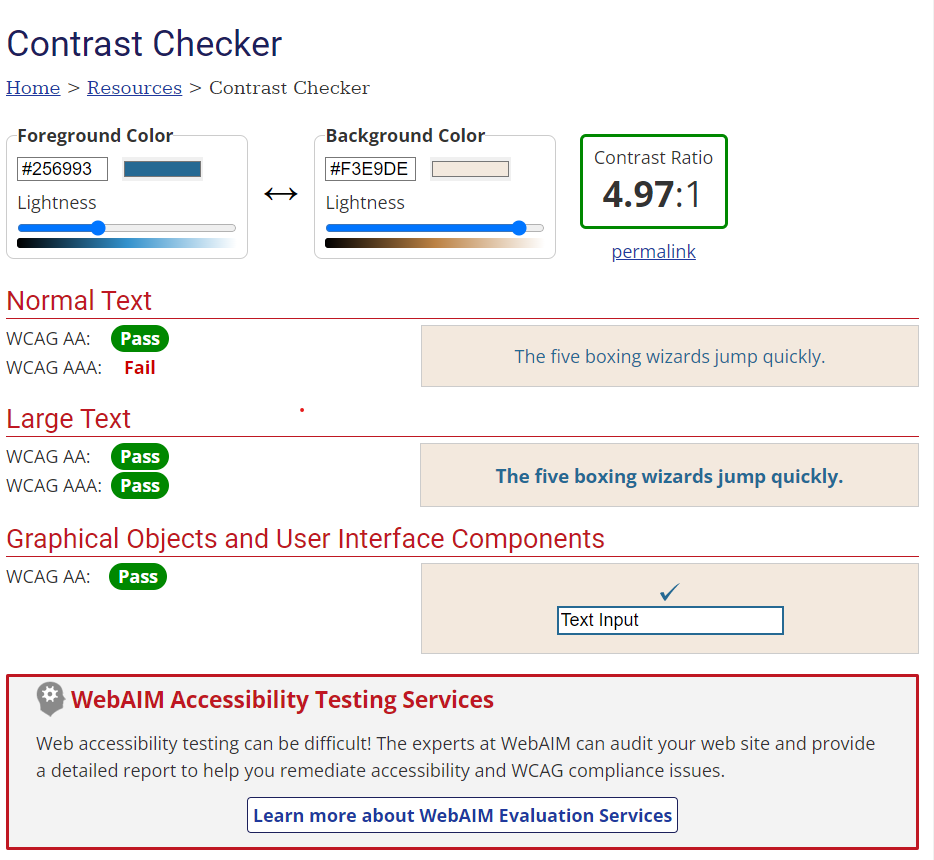 Contrast Checker
Home > Resources > Contrast Checker
Foreground Color
#256993
Lightness
Background Color
#F3E9DE
Lightness
Contrast Ratio
4.97:1
permalink
Normal Text
WCAG AA: Pass
WCAG AAA: Fail
The five boxing wizards jump quickly.
Large Text
WCAG AA: Pass
WCAG AAA: Pass
The five boxing wizards jump quickly.
Graphical Objects and User Interface Components
WCAG AA: Pass
Text Input
WebAIM Accessibility Testing Services
Web accessibility testing can be difficult! The experts at WebAIM can audit your web site and provide
a detailed report to help you remediate accessibility and WCAG compliance issues.
Learn more about WebAIM Evaluation Services